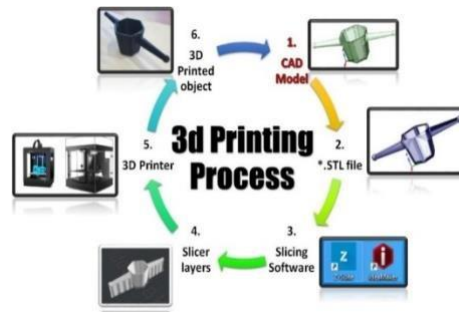 3d Printing
Process
1.
CAD
Model
2.
*.STL file
3.
Slicing
Software
4.
Slicer
layers
5.
3D Printer
6.
3D
Printed
object